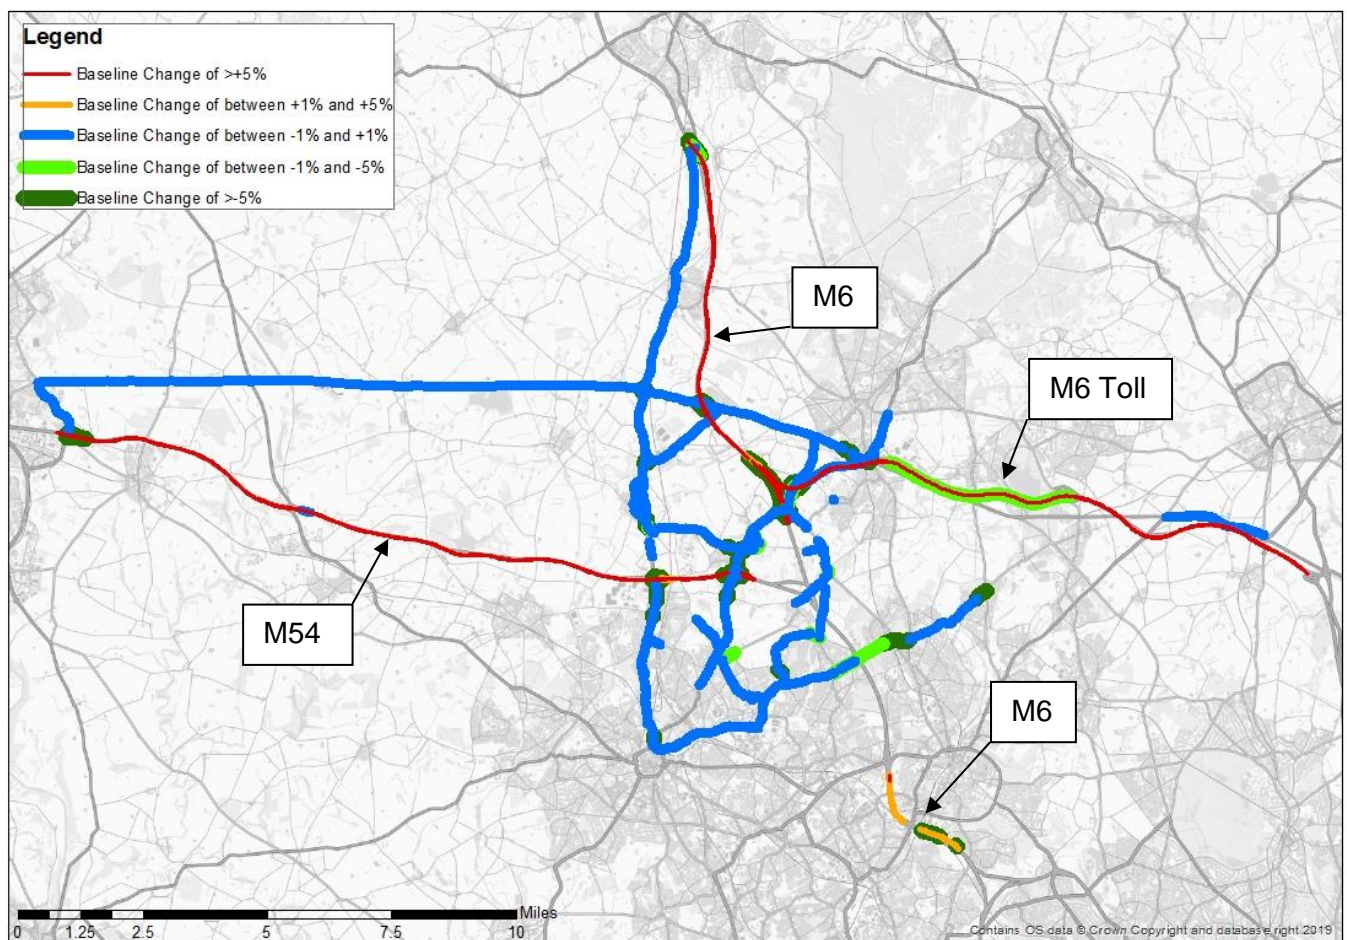 Legend
Baseline Change of >+5%
Baseline Change of between +1% and +5%
Baseline Change of between -1% and +1%
Baseline Change of between -1% and -5%
Baseline Change of >-5%
M6
M6 Toll
M54
M6
Miles
0 1.25 2.5 5 7.5 10
Contains OS data © Crown Copyright and database right 2019